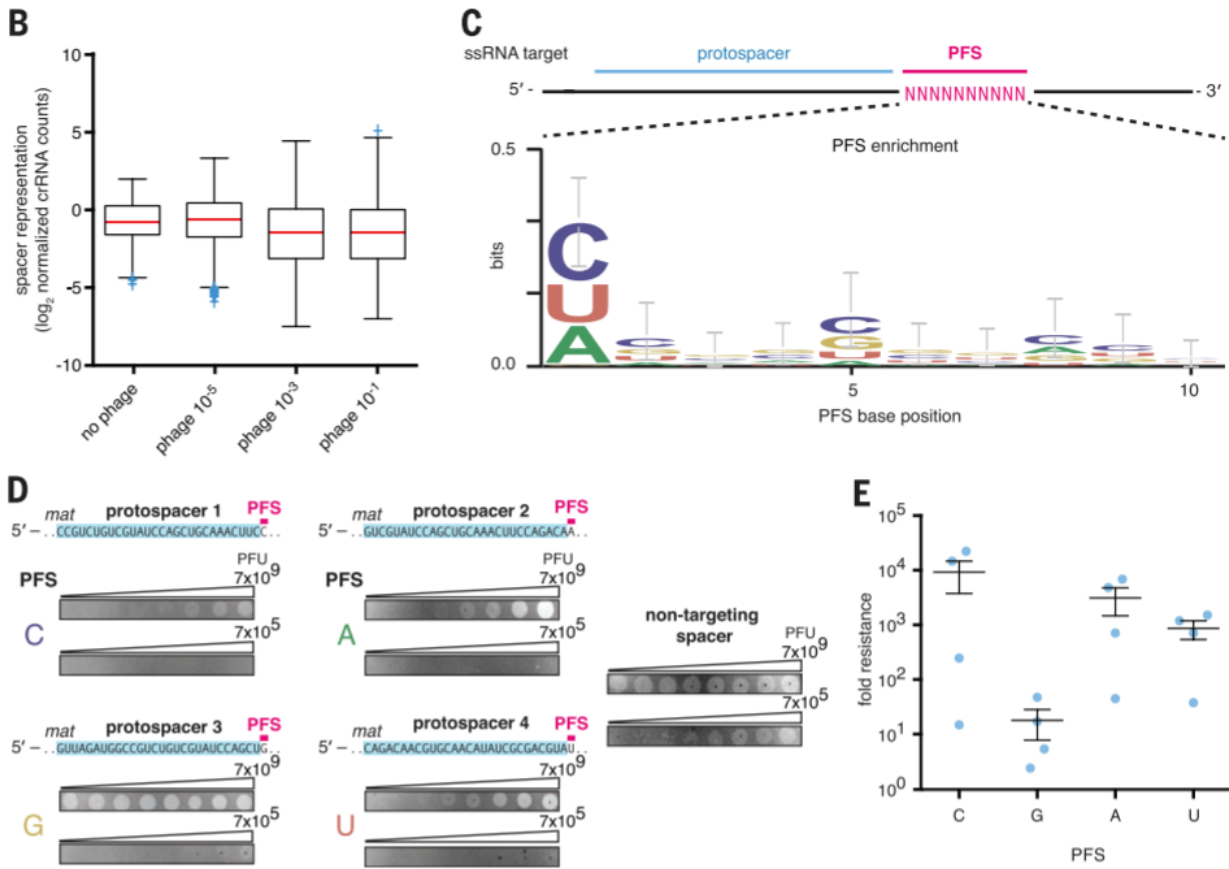 B
10
5
0
-5
-10
spacer representation
(log2 normalized crRNA counts)
no phage
phage 10-5
phage 10-3
phage 10-1
C
ssRNA target
protospacer
PFS
5′ -
NNNNNNNNNN
- 3′
PFS enrichment
0.5
bits
0.0
C
U
A
C
C
G
U
C
A
C
5
10
PFS base position
D
mat protospacer 1 PFS
5′ – ..CCGUCUGUCGUAUCCAGCUGCAAACUUCC..
PFS
PFU
7x109
C
7x105
mat protospacer 2 PFS
5′ – ..GUCGUAUCCAGCUGCAAACUUCCAGACAA..
PFS
PFU
7x109
A
7x105
non-targeting
spacer
PFU
7x109
7x105
mat protospacer 3 PFS
5′ – ..GUUAGAUGGCCGUCUGUCGUAUCCAGCUG..
7x109
G
7x105
mat protospacer 4 PFS
5′ – ..CAGACAACGUGCAACAUAUCGCGACGUAU..
7x109
U
7x105
E
105
104
103
102
101
100
fold resistance
C G A U
PFS